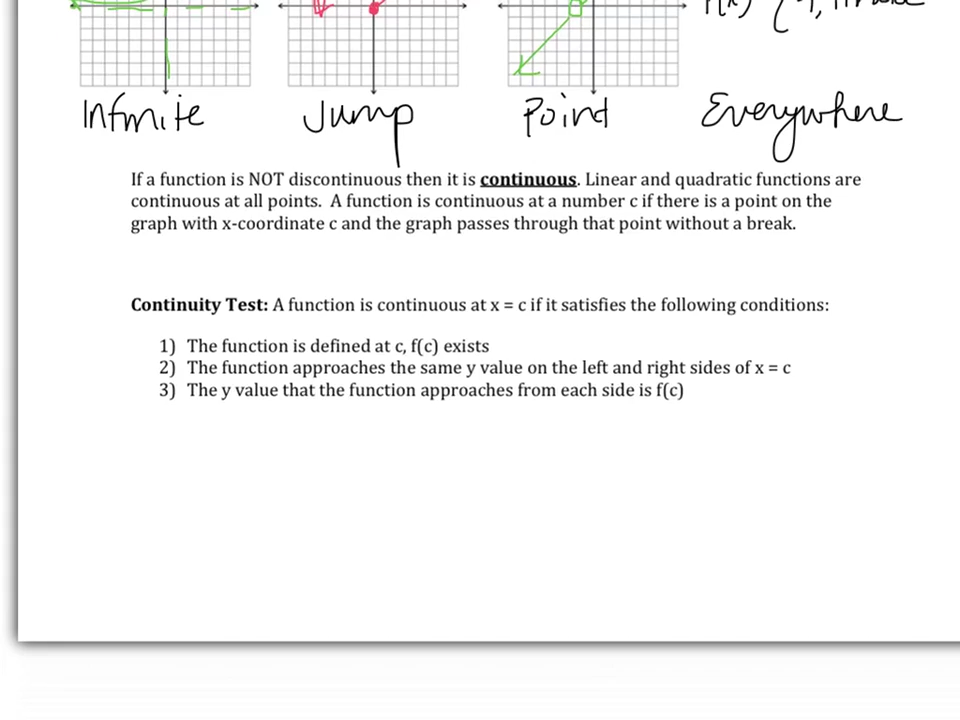 Infinite Jump Point Everywhere
If a function is NOT discontinuous then it is continuous. Linear and quadratic functions are
continuous at all points. A function is continuous at a number c if there is a point on the
graph with x-coordinate c and the graph passes through that point without a break.
Continuity Test: A function is continuous at x = c if it satisfies the following conditions:
1) The function is defined at c, f(c) exists
2) The function approaches the same y value on the left and right sides of x = c
3) The y value that the function approaches from each side is f(c)